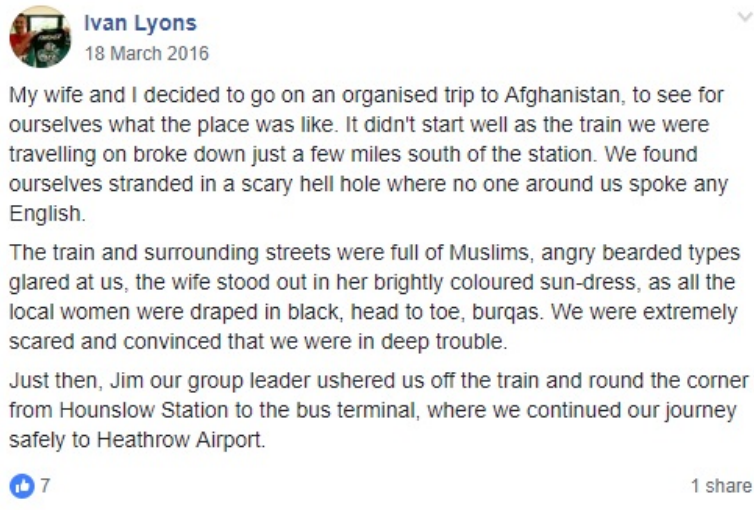 Ivan Lyons
18 March 2016
My wife and I decided to go on an organised trip to Afghanistan, to see for
ourselves what the place was like. It didn't start well as the train we were
travelling on broke down just a few miles south of the station. We found
ourselves stranded in a scary hell hole where no one around us spoke any
English.
The train and surrounding streets were full of Muslims, angry bearded types
glared at us, the wife stood out in her brightly coloured sun-dress, as all the
local women were draped in black, head to toe, burqas. We were extremely
scared and convinced that we were in deep trouble.
Just then, Jim our group leader ushered us off the train and round the corner
from Hounslow Station to the bus terminal, where we continued our journey
safely to Heathrow Airport.
7
1 share